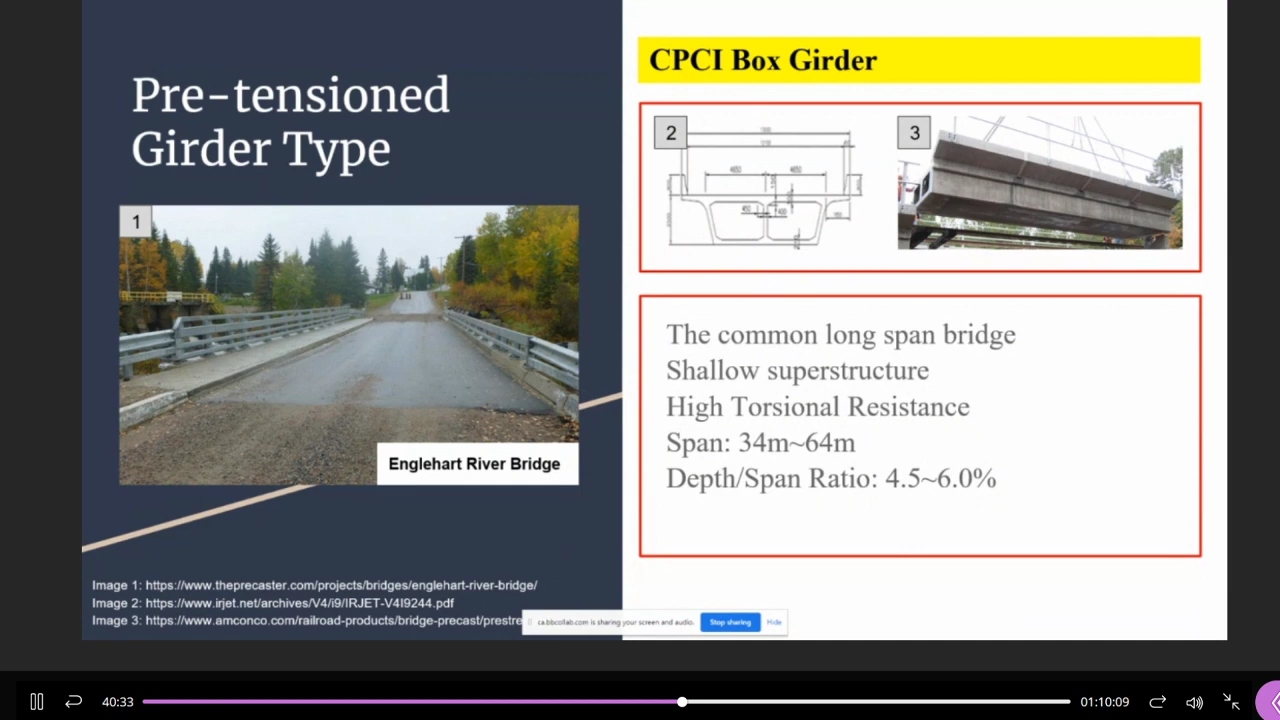 Pre-tensioned
Girder Type
1
Englehart River Bridge
Image 1: https://www.theprecaster.com/projects/bridges/englehart-river-bridge/
Image 2: https://www.irjet.net/archives/V4/i9/IRJET-V4I9244.pdf
Image 3: https://www.amconco.com/railroad-products/bridge-precast/prestre
CPCI Box Girder
2
3
The common long span bridge
Shallow superstructure
High Torsional Resistance
Span: 34m~64m
Depth/Span Ratio: 4.5~6.0%
ca.bbcollab.com is sharing your screen and audio.
Stop sharing
Hide
40:33
01:10:09